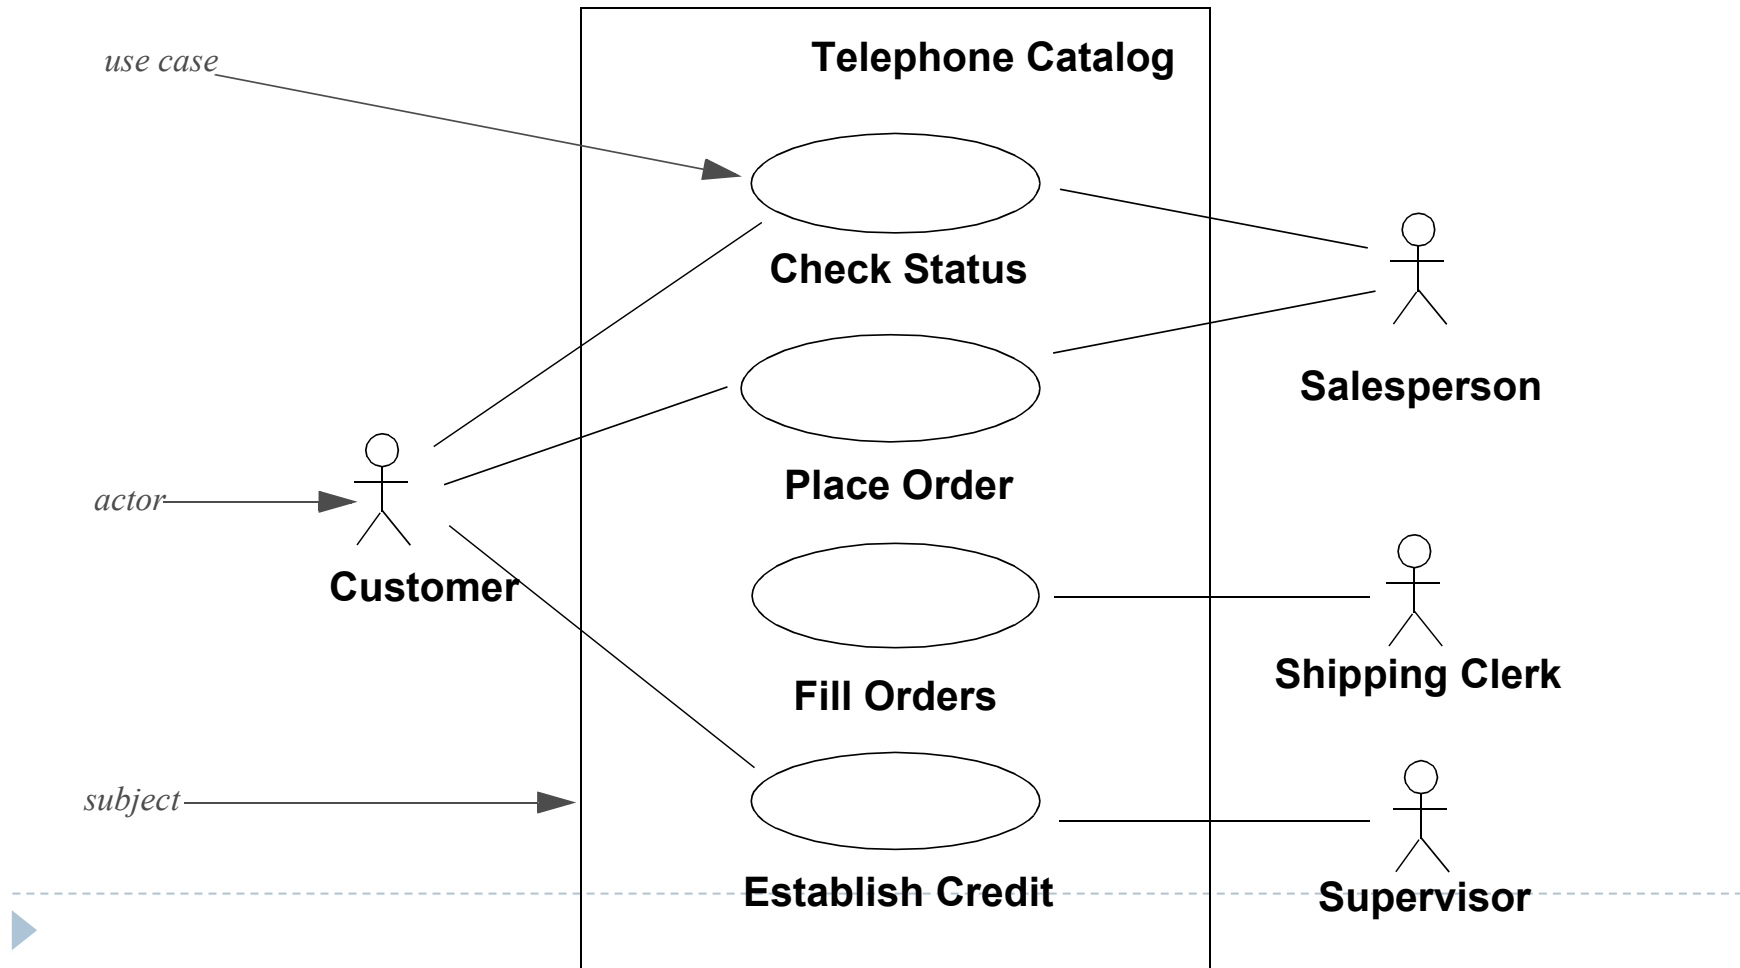 use case
Telephone Catalog
Check Status
Salesperson
Place Order
actor
Customer
Shipping Clerk
Fill Orders
subject
Establish Credit
Supervisor